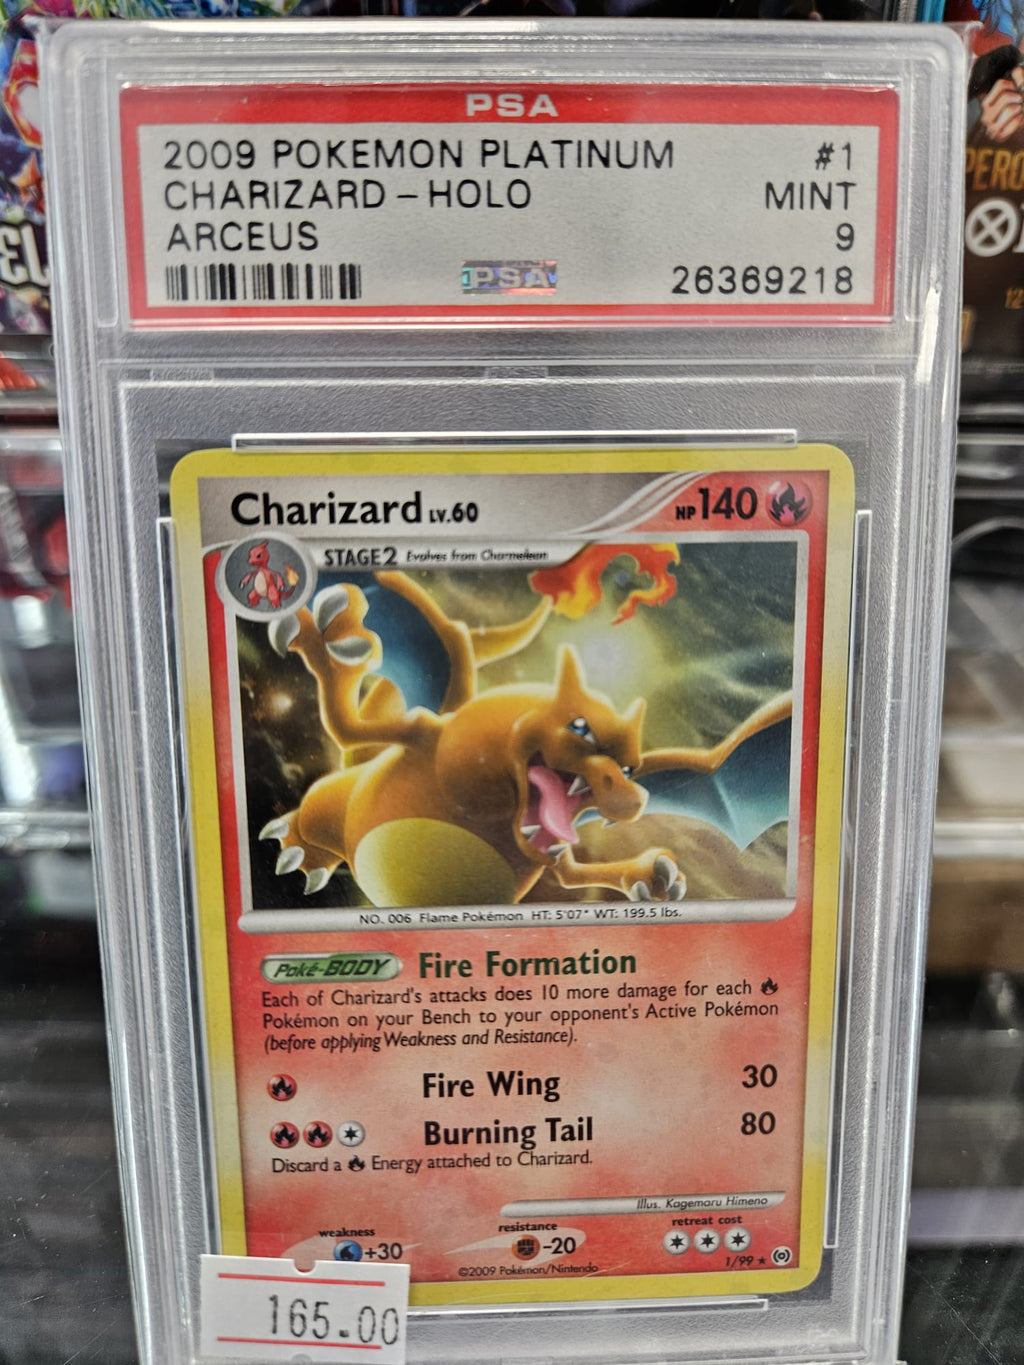 PSA
2009 POKEMON PLATINUM #1
CHARIZARD - HOLO MINT
ARCEUS 9
PSA 26369218
Charizard LV.60 HP140
STAGE2 Evolves from Charmeleon
NO. 006 Flame Pokémon HT: 5'07" WT: 199.5 lbs.
Poké-BODY Fire Formation
Each of Charizard's attacks does 10 more damage for each
Pokémon on your Bench to your opponent's Active Pokémon
(before applying Weakness and Resistance).
Fire Wing 30
Burning Tail 80
Discard a Energy attached to Charizard.
Illus. Kagemaru Himeno
weakness resistance retreat cost
+30 -20
1/99
©2009 Pokémon/Nintendo
165.00